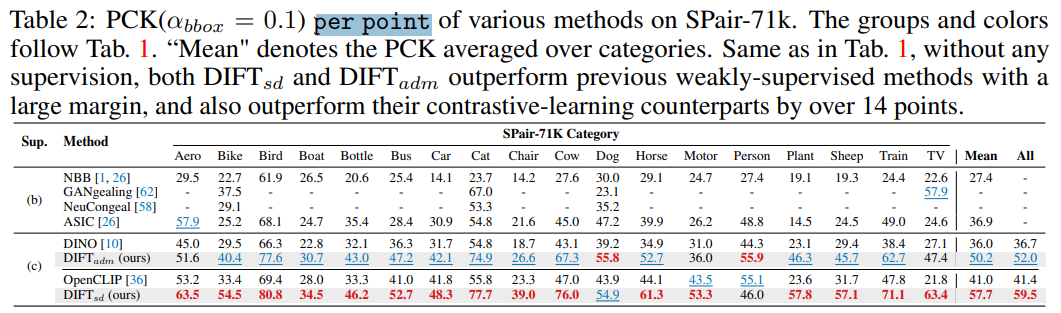 Table 2: PCK(α_bbox = 0.1) per point of various methods on SPair-71k. The groups and colors
follow Tab. 1. “Mean" denotes the PCK averaged over categories. Same as in Tab. 1, without any
supervision, both DIFT_sd and DIFT_adm outperform previous weakly-supervised methods with a
large margin, and also outperform their contrastive-learning counterparts by over 14 points.
Sup. Method SPair-71K Category
Aero Bike Bird Boat Bottle Bus Car Cat Chair Cow Dog Horse Motor Person Plant Sheep Train TV Mean All
(b)
NBB [1, 26] 29.5 22.7 61.9 26.5 20.6 25.4 14.1 23.7 14.2 27.6 30.0 29.1 24.7 27.4 19.1 19.3 24.4 22.6 27.4 -
GANgealing [62] - 37.5 - - - - - 67.0 - - 23.1 - - - - - - 57.9 - -
NeuCongeal [58] - 29.1 - - - - - 53.3 - - 35.2 - - - - - - - - -
ASIC [26] 57.9 25.2 68.1 24.7 35.4 28.4 30.9 54.8 21.6 45.0 47.2 39.9 26.2 48.8 14.5 24.5 49.0 24.6 36.9 -
(c)
DINO [10] 45.0 29.5 66.3 22.8 32.1 36.3 31.7 54.8 18.7 43.1 39.2 34.9 31.0 44.3 23.1 29.4 38.4 27.1 36.0 36.7
DIFT_adm (ours) 51.6 40.4 77.6 30.7 43.0 47.2 42.1 74.9 26.6 67.3 55.8 52.7 36.0 55.9 46.3 45.7 62.7 47.4 50.2 52.0
OpenCLIP [36] 53.2 33.4 69.4 28.0 33.3 41.0 41.8 55.8 23.3 47.0 43.9 44.1 43.5 55.1 23.6 31.7 47.8 21.8 41.0 41.4
DIFT_sd (ours) 63.5 54.5 80.8 34.5 46.2 52.7 48.3 77.7 39.0 76.0 54.9 61.3 53.3 46.0 57.8 57.1 71.1 63.4 57.7 59.5